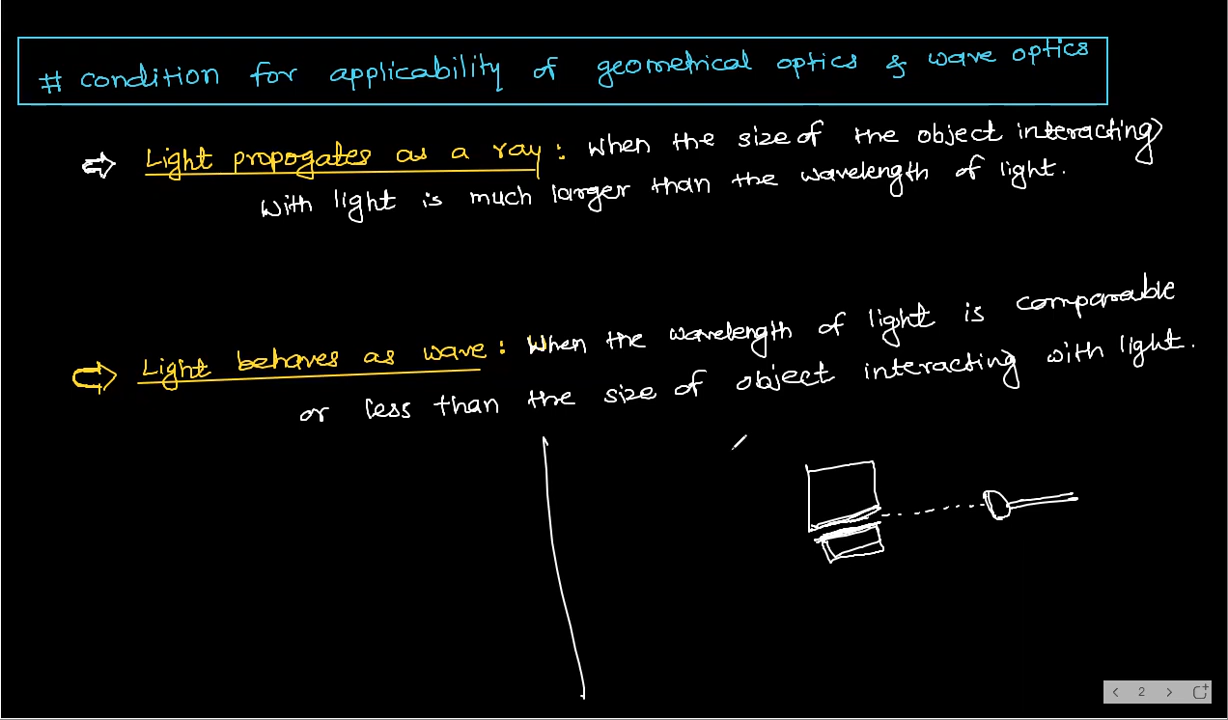 # condition for applicability of geometrical optics & wave optics
Light propogates as a ray : When the size of the object interacting
with light is much larger than the wavelength of light.
Light behaves as wave : When the wavelength of light is comparable
or less than the size of object interacting with light.
2